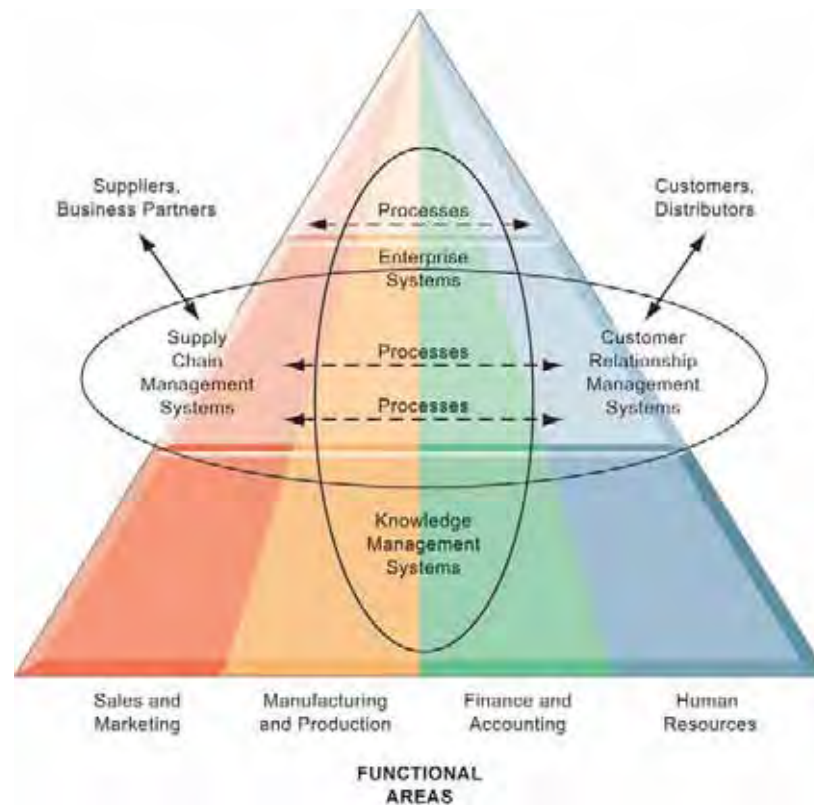 Suppliers,
Business Partners
Customers,
Distributors
Processes
Enterprise
Systems
Supply
Chain
Management
Systems
Processes
Processes
Customer
Relationship
Management
Systems
Knowledge
Management
Systems
Sales and
Marketing
Manufacturing
and Production
Finance and
Accounting
Human
Resources
FUNCTIONAL
AREAS